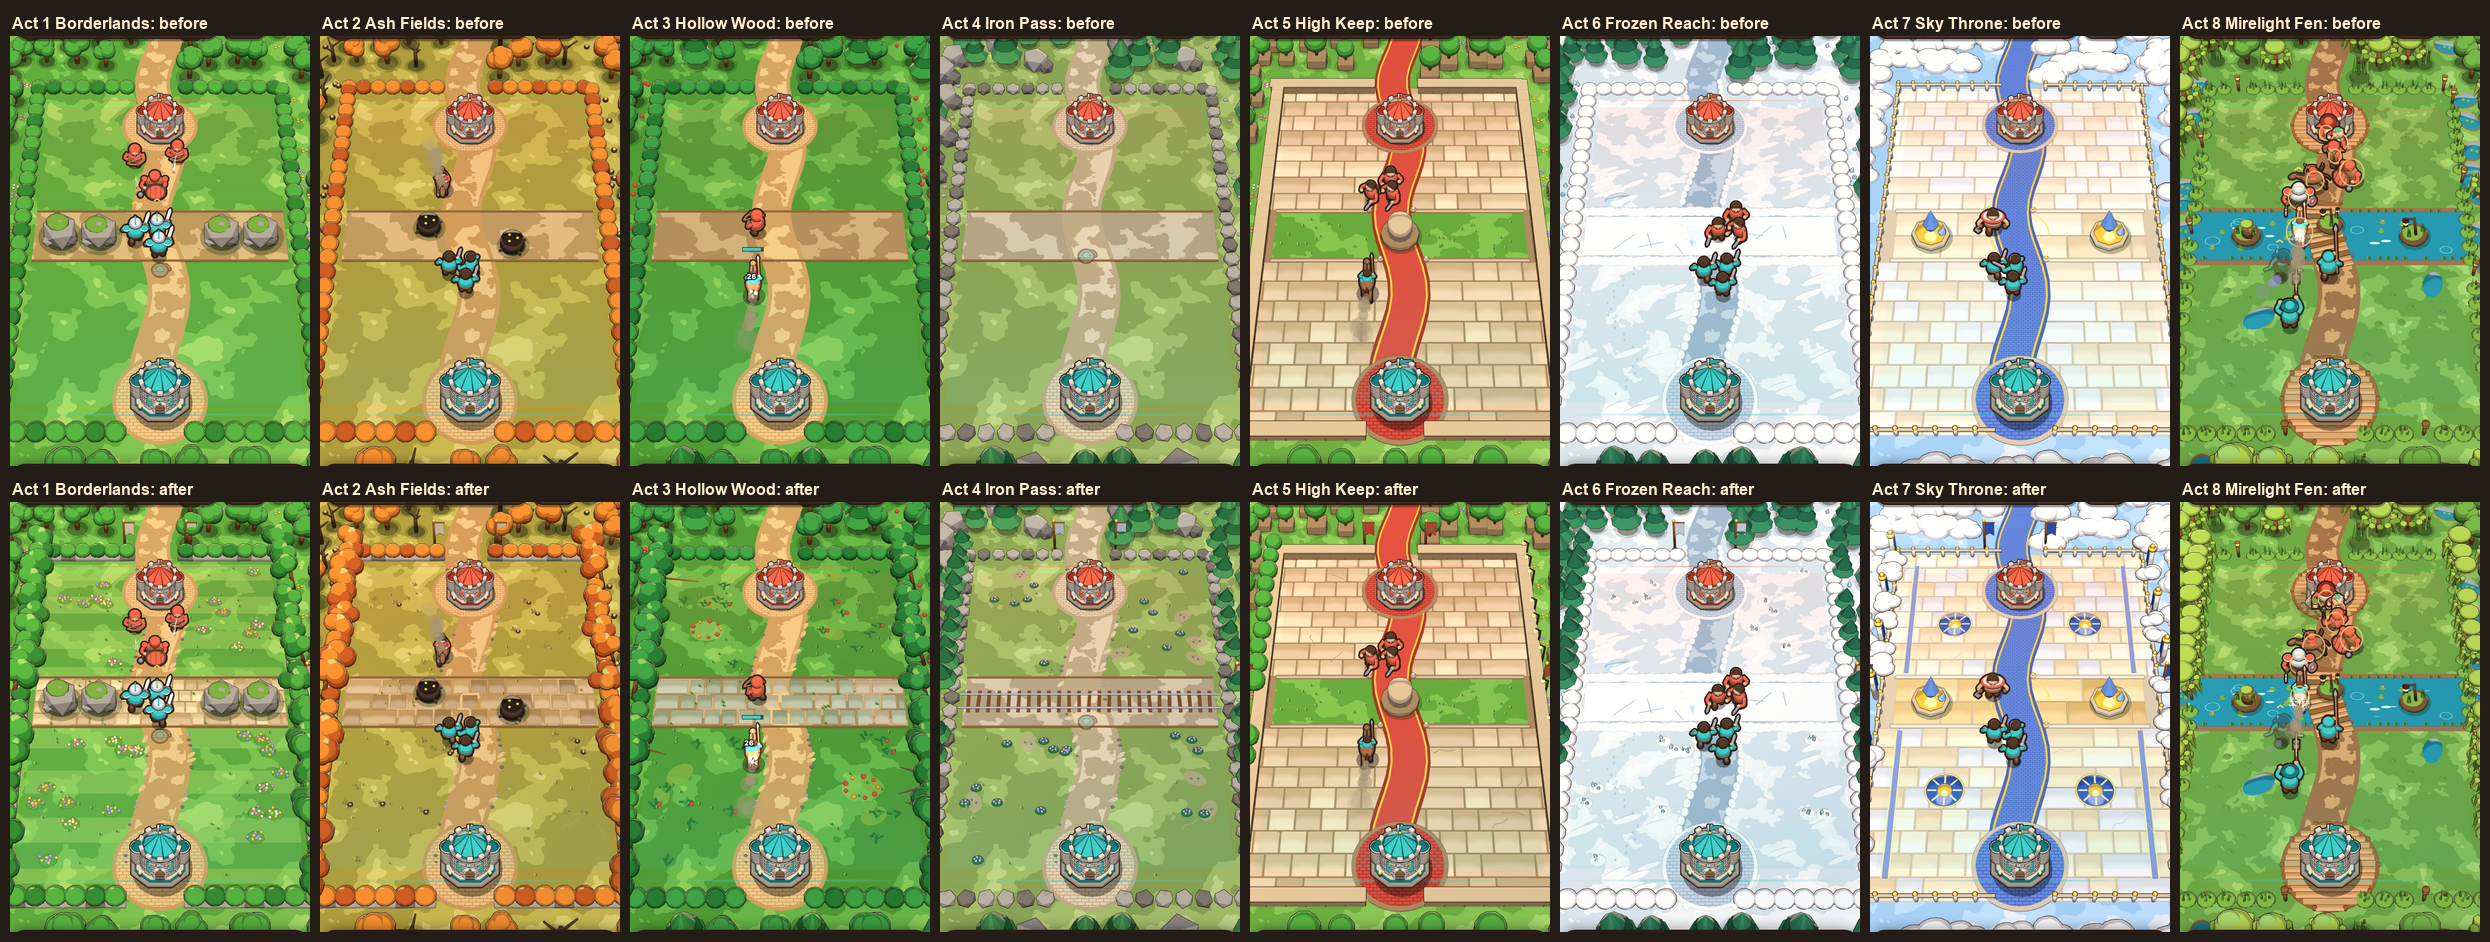 Act 1 Borderlands: before
Act 2 Ash Fields: before
Act 3 Hollow Wood: before
Act 4 Iron Pass: before
Act 5 High Keep: before
Act 6 Frozen Reach: before
Act 7 Sky Throne: before
Act 8 Mirelight Fen: before
26
Act 1 Borderlands: after
Act 2 Ash Fields: after
Act 3 Hollow Wood: after
Act 4 Iron Pass: after
Act 5 High Keep: after
Act 6 Frozen Reach: after
Act 7 Sky Throne: after
Act 8 Mirelight Fen: after
26